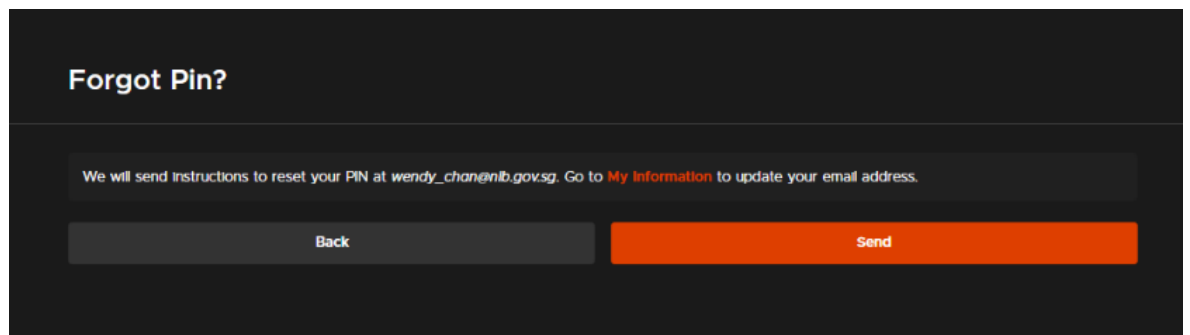 Forgot Pin?
We will send instructions to reset your PIN at wendy_chan@nlb.gov.sg. Go to My Information to update your email address.
Back
Send